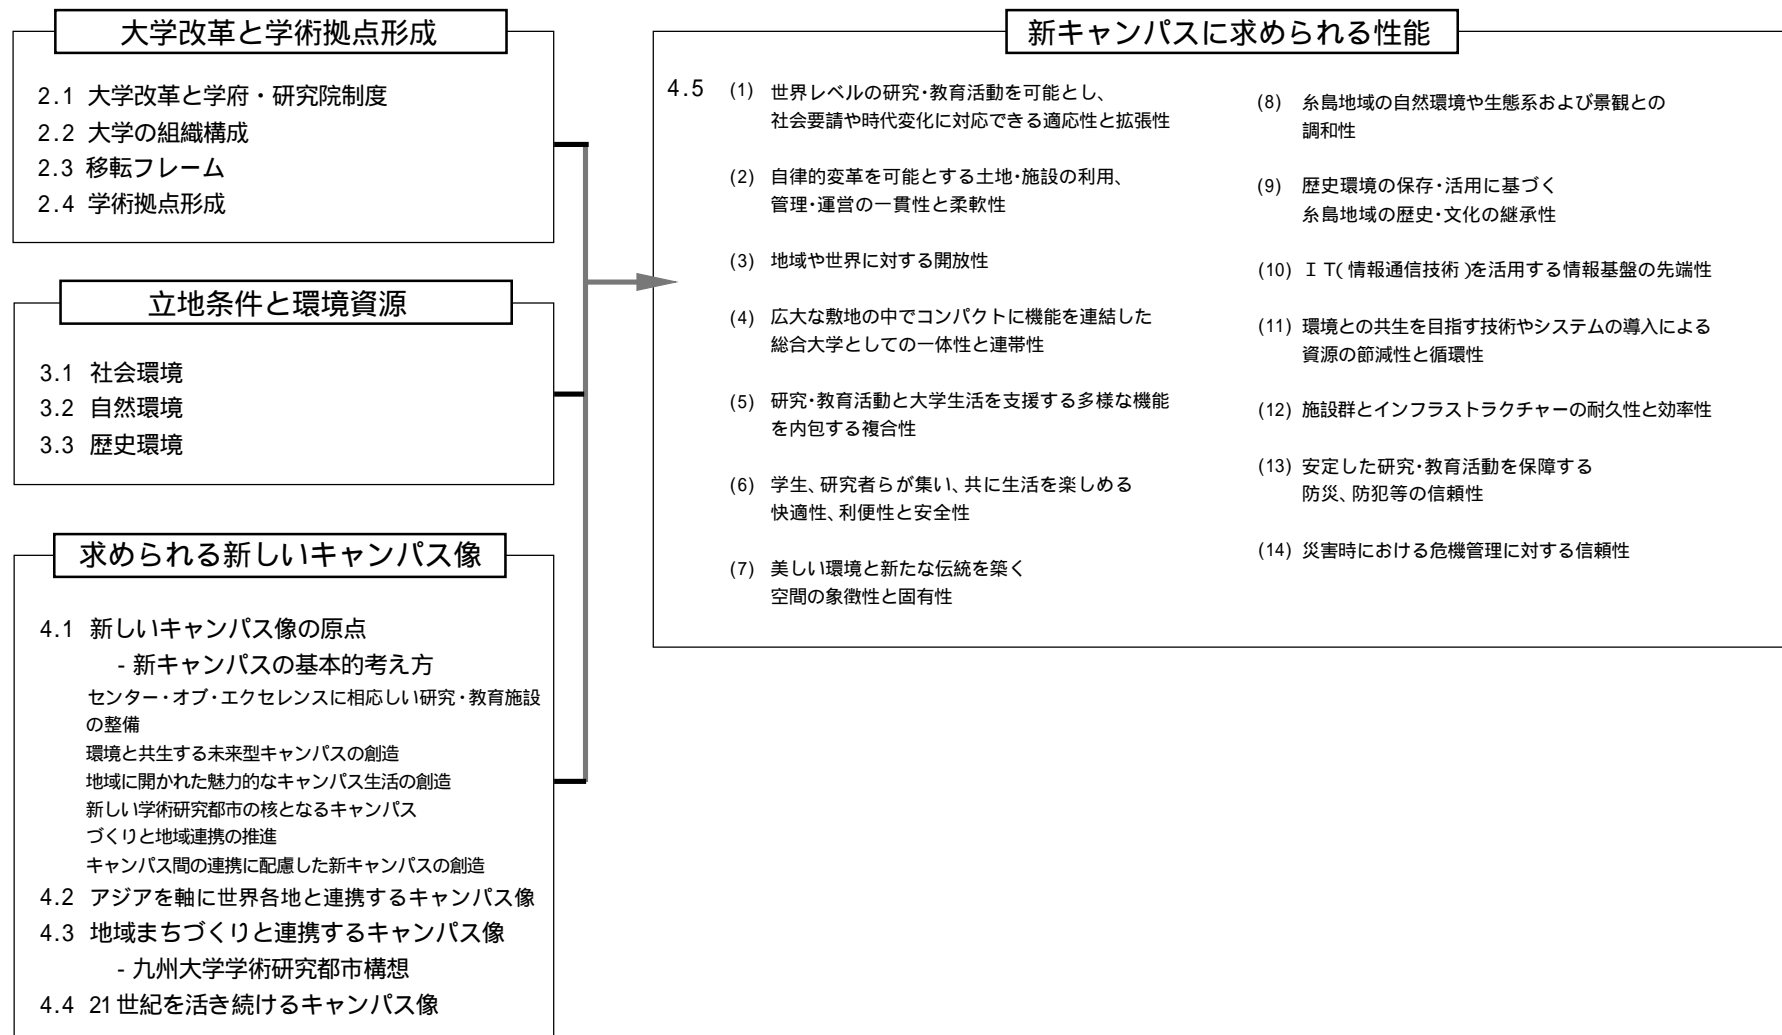 大学改革と学術拠点形成
2.1 大学改革と学府・研究院制度
2.2 大学の組織構成
2.3 移転フレーム
2.4 学術拠点形成
立地条件と環境資源
3.1 社会環境
3.2 自然環境
3.3 歴史環境
求められる新しいキャンパス像
4.1 新しいキャンパス像の原点
- 新キャンパスの基本的考え方
センター・オブ・エクセレンスに相応しい研究・教育施設
の整備
環境と共生する未来型キャンパスの創造
地域に開かれた魅力的なキャンパス生活の創造
新しい学術研究都市の核となるキャンパス
づくりと地域連携の推進
キャンパス間の連携に配慮した新キャンパスの創造
4.2 アジアを軸に世界各地と連携するキャンパス像
4.3 地域まちづくりと連携するキャンパス像
- 九州大学学術研究都市構想
4.4 21世紀を活き続けるキャンパス像
新キャンパスに求められる性能
4.5 (1) 世界レベルの研究・教育活動を可能とし、
社会要請や時代変化に対応できる適応性と拡張性
(2) 自律的変革を可能とする土地・施設の利用、
管理・運営の一貫性と柔軟性
(3) 地域や世界に対する開放性
(4) 広大な敷地の中でコンパクトに機能を連結した
総合大学としての一体性と連帯性
(5) 研究・教育活動と大学生活を支援する多様な機能
を内包する複合性
(6) 学生、研究者らが集い、共に生活を楽しめる
快適性、利便性と安全性
(7) 美しい環境と新たな伝統を築く
空間の象徴性と固有性
(8) 糸島地域の自然環境や生態系および景観との
調和性
(9) 歴史環境の保存・活用に基づく
糸島地域の歴史・文化の継承性
(10) ＩＴ(情報通信技術)を活用する情報基盤の先端性
(11) 環境との共生を目指す技術やシステムの導入による
資源の節減性と循環性
(12) 施設群とインフラストラクチャーの耐久性と効率性
(13) 安定した研究・教育活動を保障する
防災、防犯等の信頼性
(14) 災害時における危機管理に対する信頼性